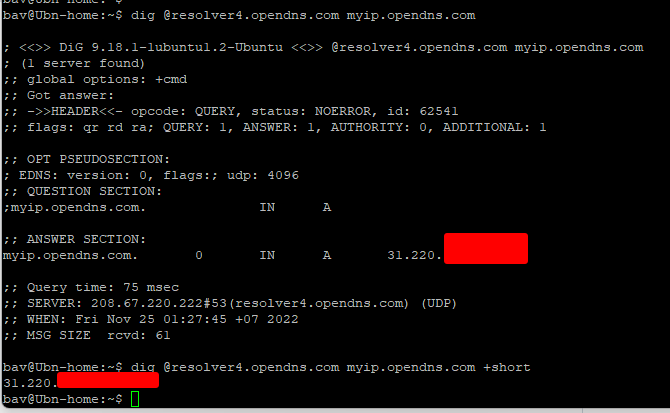 bav@Ubn-home:~$
bav@Ubn-home:~$ dig @resolver4.opendns.com myip.opendns.com
; <<>> DiG 9.18.1-1ubuntu1.2-Ubuntu <<>> @resolver4.opendns.com myip.opendns.com
; (1 server found)
;; global options: +cmd
;; Got answer:
;; ->>HEADER<<- opcode: QUERY, status: NOERROR, id: 62541
;; flags: qr rd ra; QUERY: 1, ANSWER: 1, AUTHORITY: 0, ADDITIONAL: 1
;; OPT PSEUDOSECTION:
; EDNS: version: 0, flags:; udp: 4096
;; QUESTION SECTION:
;myip.opendns.com. IN A
;; ANSWER SECTION:
myip.opendns.com. 0 IN A 31.220.
;; Query time: 75 msec
;; SERVER: 208.67.220.222#53(resolver4.opendns.com) (UDP)
;; WHEN: Fri Nov 25 01:27:45 +07 2022
;; MSG SIZE rcvd: 61
bav@Ubn-home:~$ dig @resolver4.opendns.com myip.opendns.com +short
31.220.
bav@Ubn-home:~$